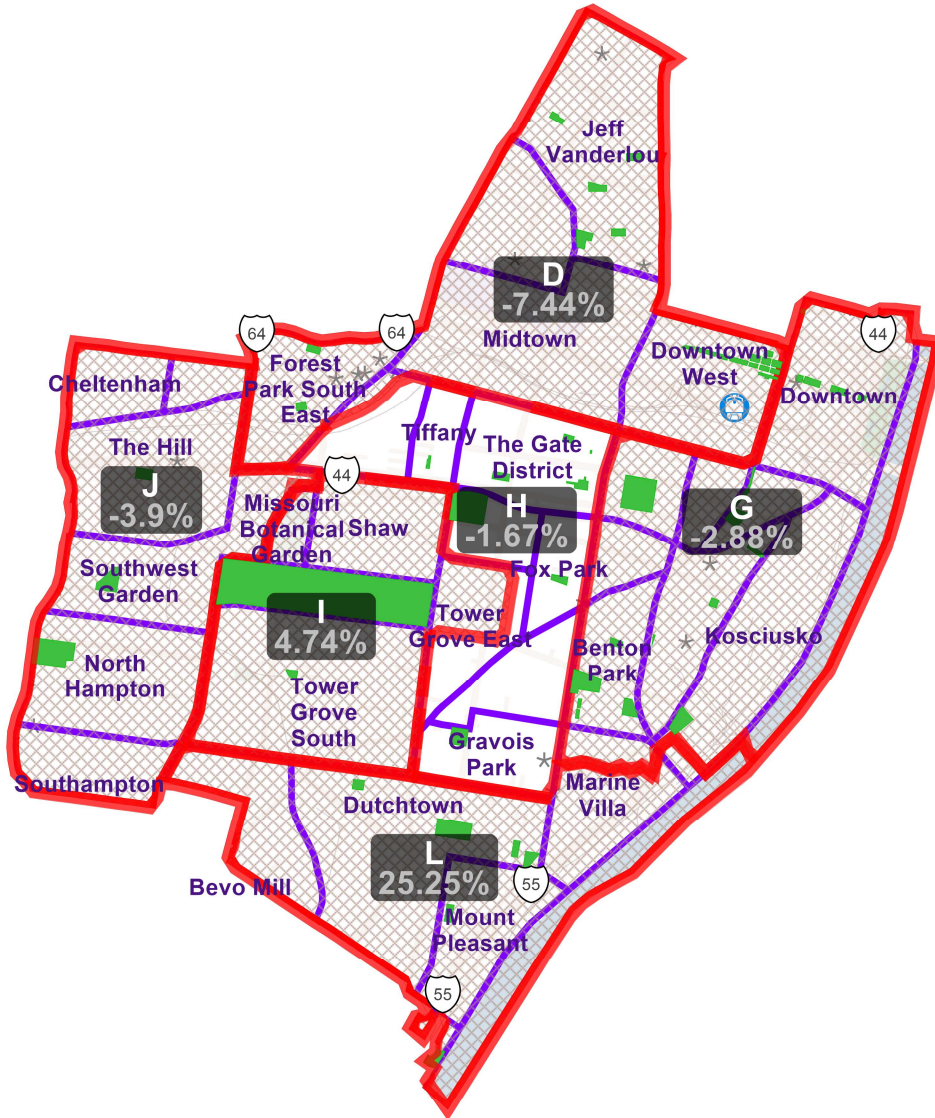 Jeff
Vanderlou
D
-7.44%
Midtown
64
64
44
Forest
Park South
East
Downtown
West
Downtown
Cheltenham
The Hill
Tiffany
The Gate
District
44
J
-3.9%
Missouri
Botanical
Garden
Shaw
H
-1.67%
G
-2.88%
Southwest
Garden
Fox Park
I
4.74%
Tower
Grove East
Kosciusko
Benton
Park
North
Hampton
Tower
Grove
South
Gravois
Park
Southampton
Dutchtown
Marine
Villa
L
25.25%
55
Bevo Mill
Mount
Pleasant
55